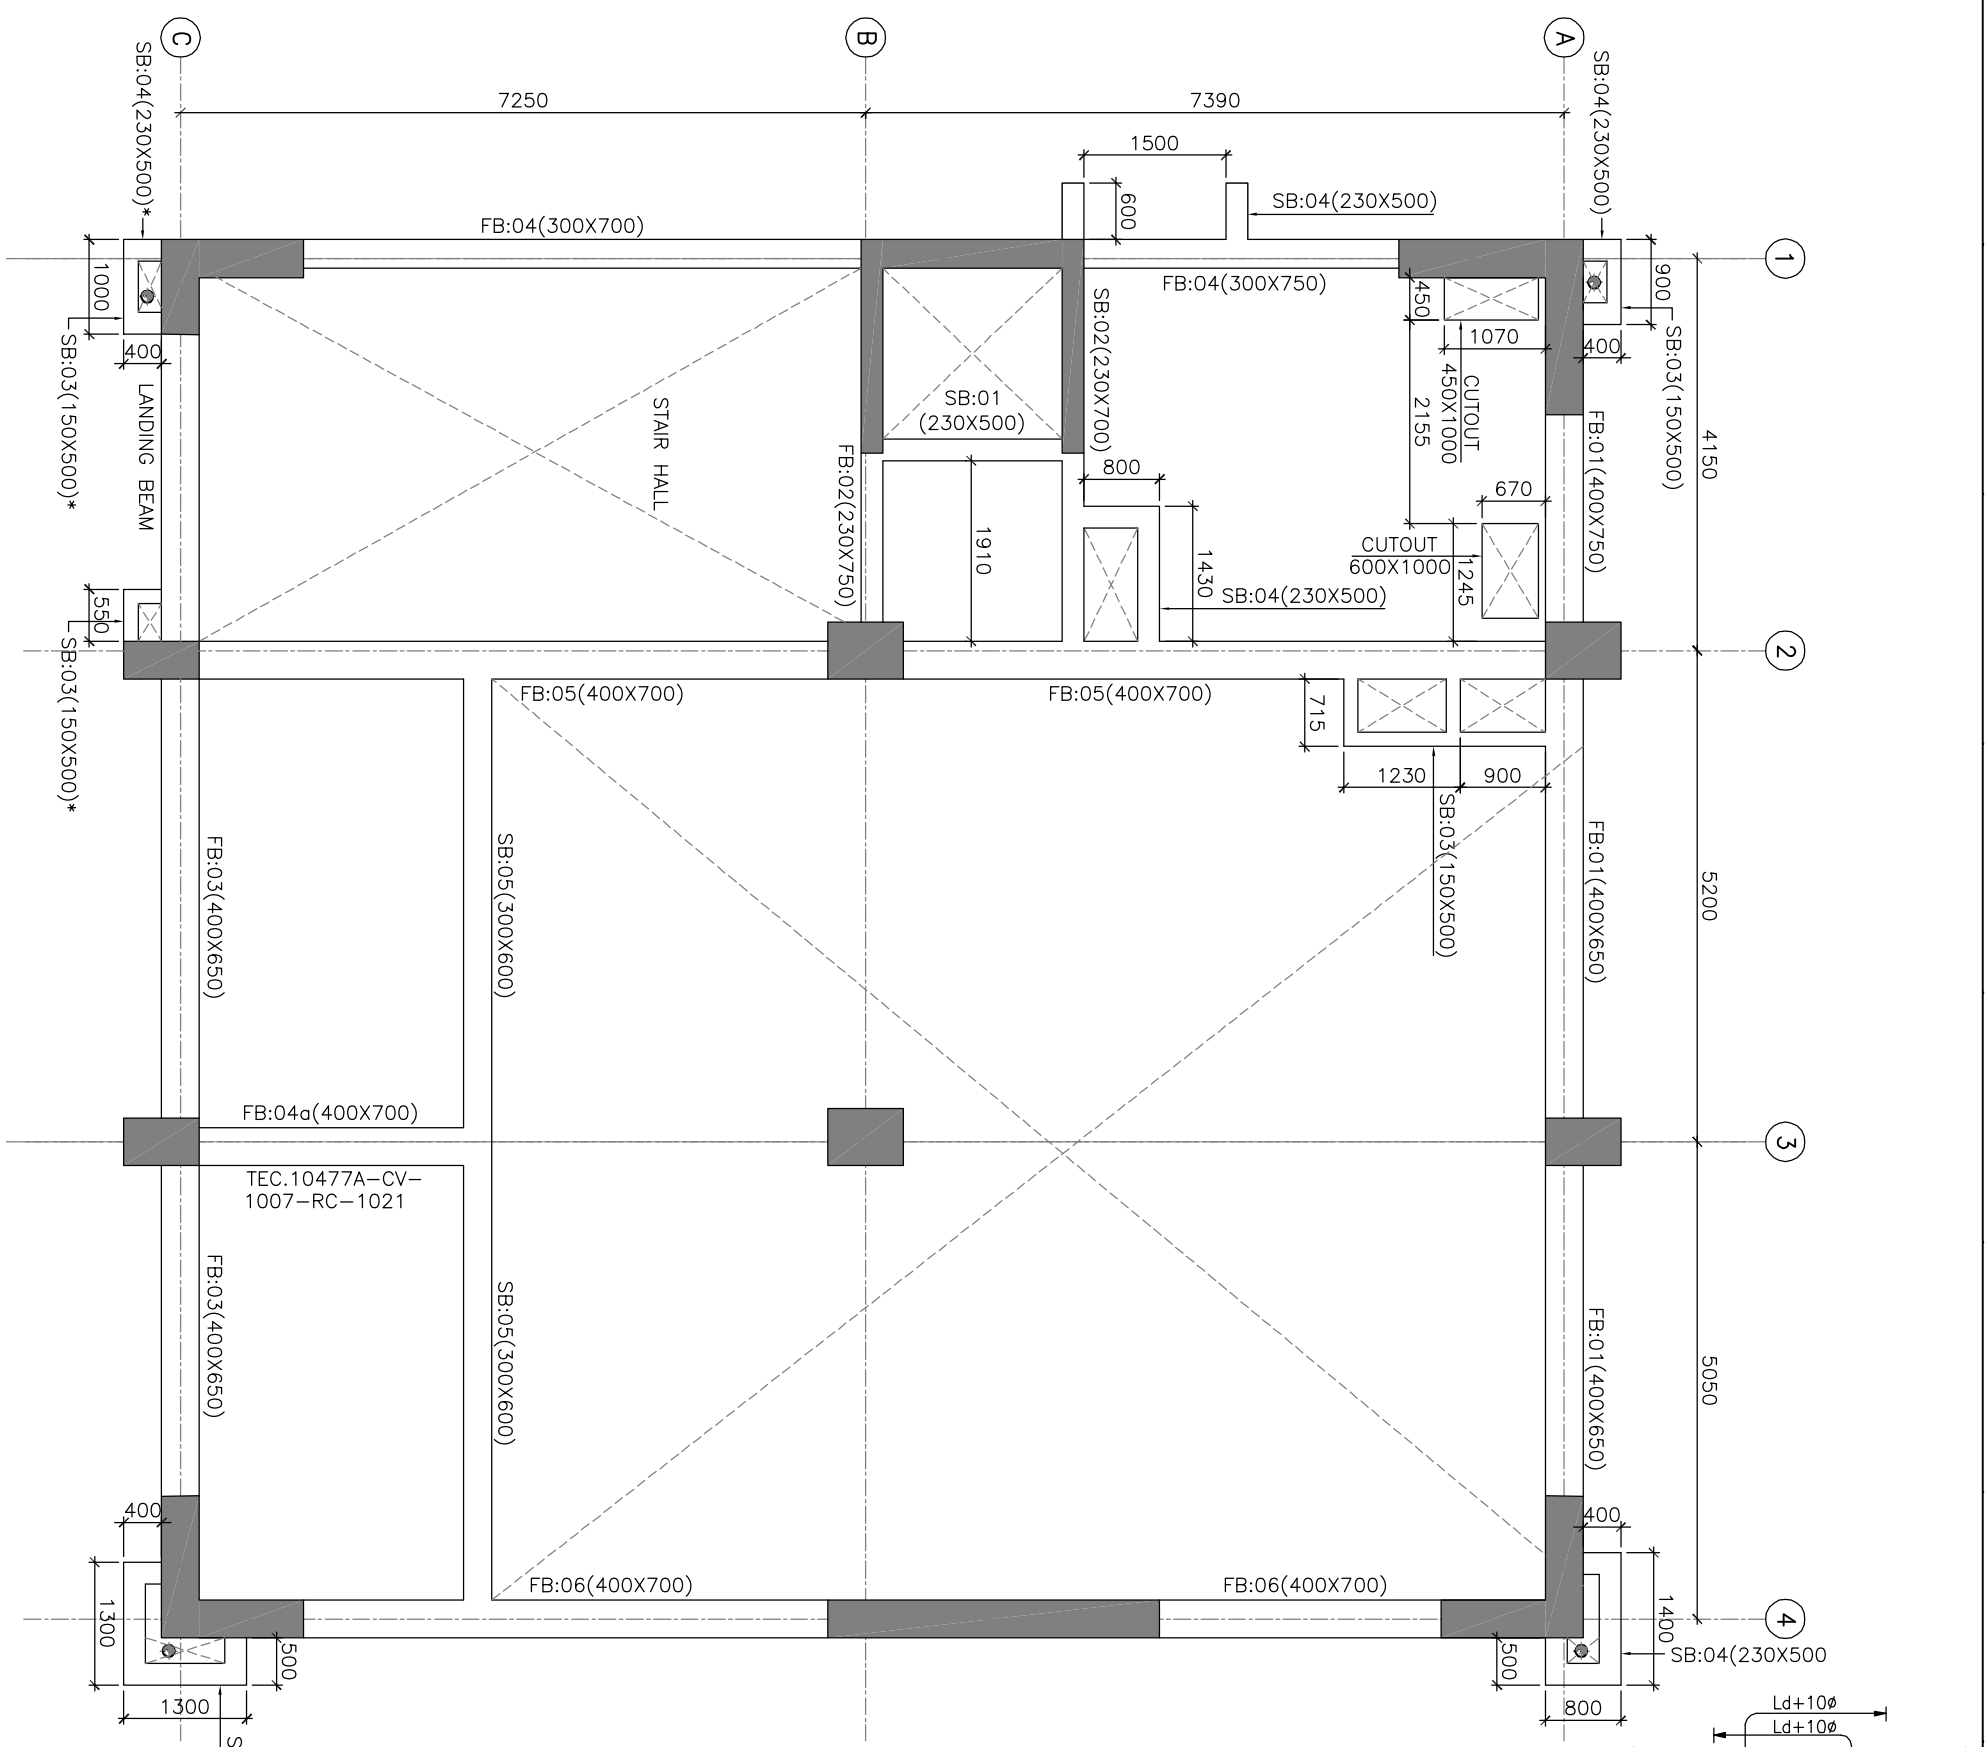 C
B
A
SB:04(230X500)*
SB:04(230X500)
7250
7390
1500
600
SB:04(230X500)
FB:04(300X700)
1
1000
SB:03(150X500)*
400
LANDING BEAM
FB:04(300X750)
450
1070
900
400
SB:03(150X500)
SB:02(230X700)
CUTOUT
450X1000
2155
SB:01
(230X500)
STAIR HALL
FB:02(230X750)
FB:01(400X750)
4150
800
670
1910
1430
CUTOUT
600X1000
1245
SB:04(230X500)
550
SB:03(150X500)*
2
FB:05(400X700)
FB:05(400X700)
715
1230
900
SB:03(150X500)
FB:03(400X650)
SB:05(300X600)
FB:01(400X650)
5200
FB:04a(400X700)
3
TEC.10477A-CV-
1007-RC-1021
FB:03(400X650)
SB:05(300X600)
FB:01(400X650)
5050
400
400
FB:06(400X700)
FB:06(400X700)
1300
1400
4
500
500
SB:04(230X500
1300
800
S
Ld+10ø
Ld+10ø